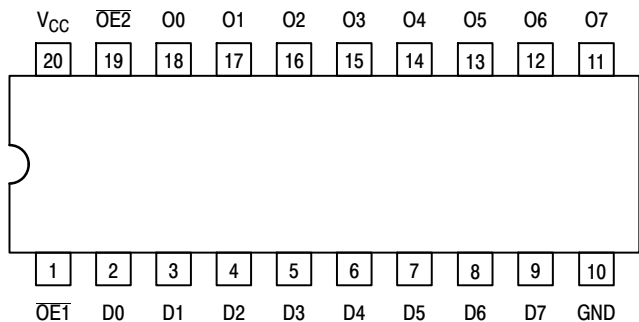 VCC OE2 O0 O1 O2 O3 O4 O5 O6 O7
20 19 18 17 16 15 14 13 12 11
1 2 3 4 5 6 7 8 9 10
OE1 D0 D1 D2 D3 D4 D5 D6 D7 GND